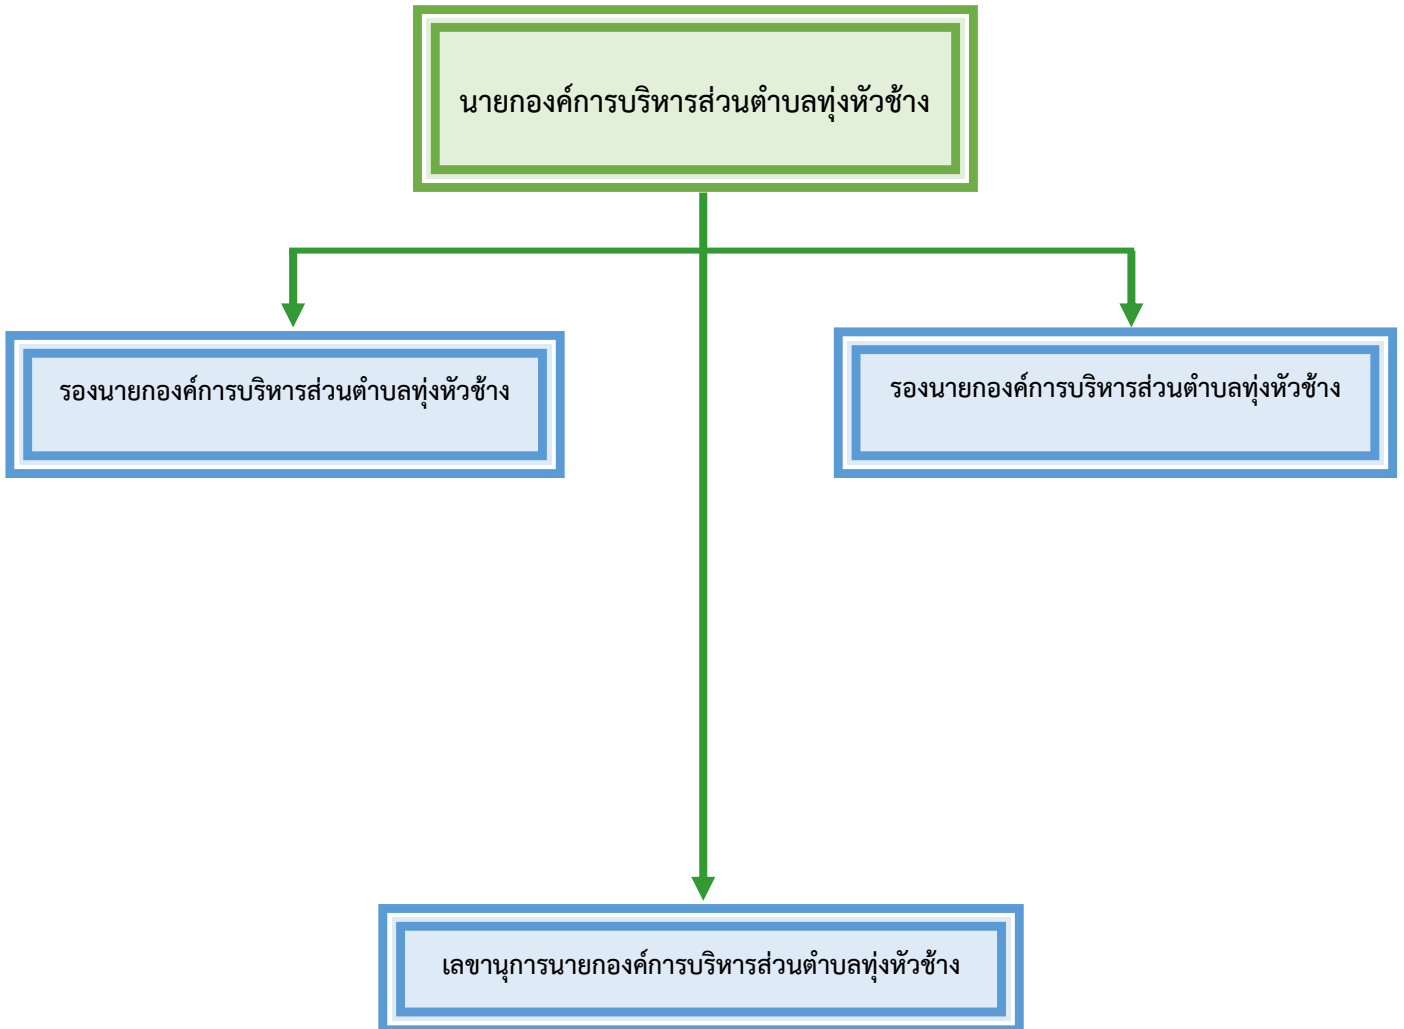 นายกองค์การบริหารส่วนตำบลทุ่งหัวช้าง
รองนายกองค์การบริหารส่วนตำบลทุ่งหัวช้าง
รองนายกองค์การบริหารส่วนตำบลทุ่งหัวช้าง
เลขานุการนายกองค์การบริหารส่วนตำบลทุ่งหัวช้าง